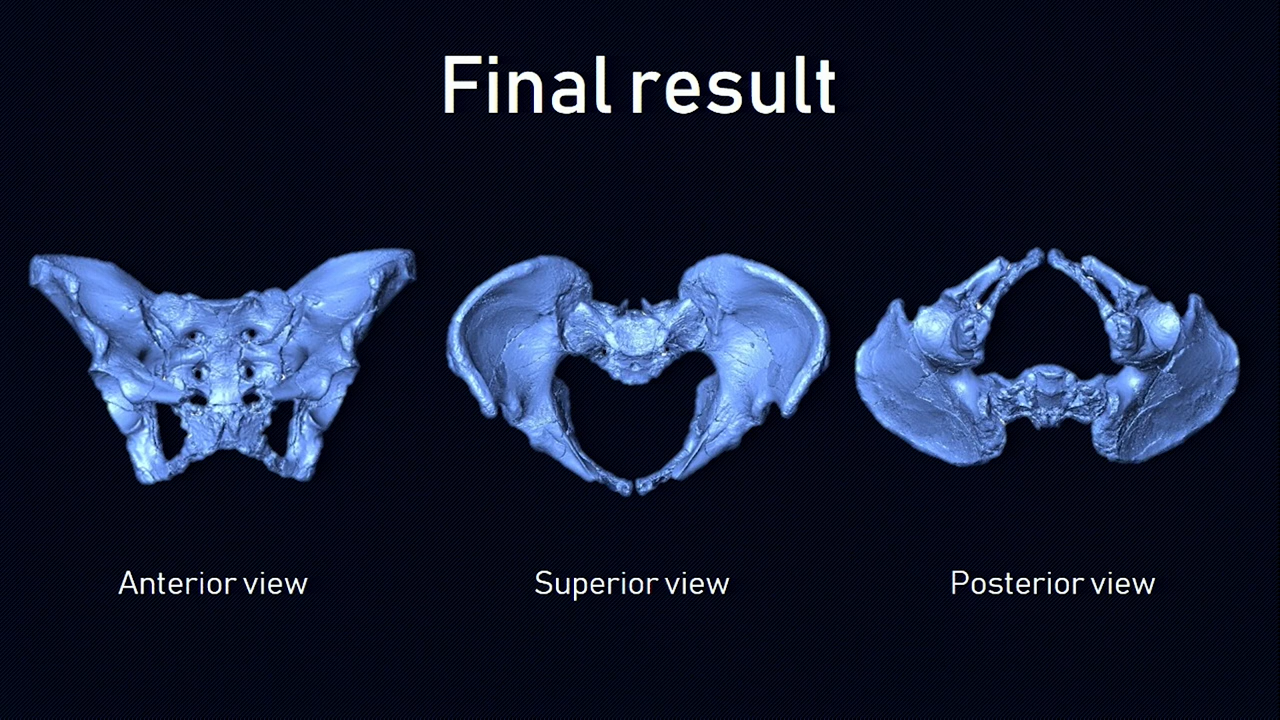 Final result
Anterior view
Superior view
Posterior view